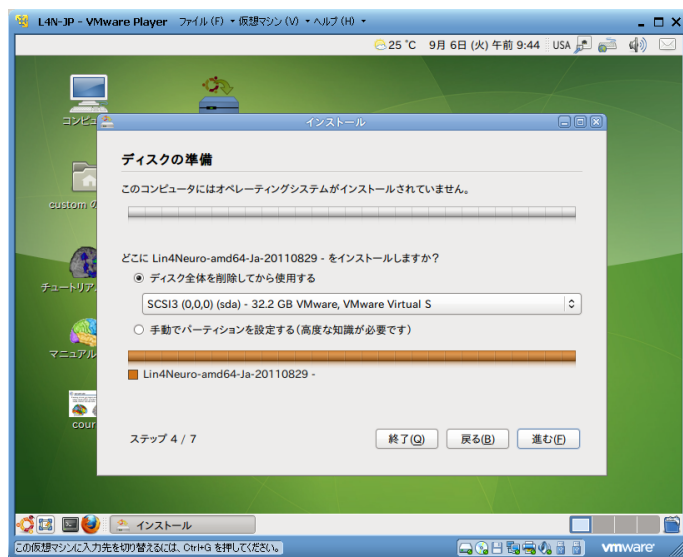 L4N-JP - VMware Player ファイル(F) 仮想マシン(V) ヘルプ(H)
25 °C 9月 6日 (火) 午前 9:44 USA
コンピ
custom の
チュートリア
マニュアル
cour
インストール
ディスクの準備
このコンピュータにはオペレーティングシステムがインストールされていません。
どこに Lin4Neuro-amd64-Ja-20110829 - をインストールしますか?
ディスク全体を削除してから使用する
SCSI3 (0,0,0) (sda) - 32.2 GB VMware, VMware Virtual S
手動でパーティションを設定する(高度な知識が必要です)
Lin4Neuro-amd64-Ja-20110829 -
ステップ 4 / 7
終了(Q) 戻る(B) 進む(F)
インストール
この仮想マシンに入力先を切り替えるには、Ctrl+G を押してください。
vmware